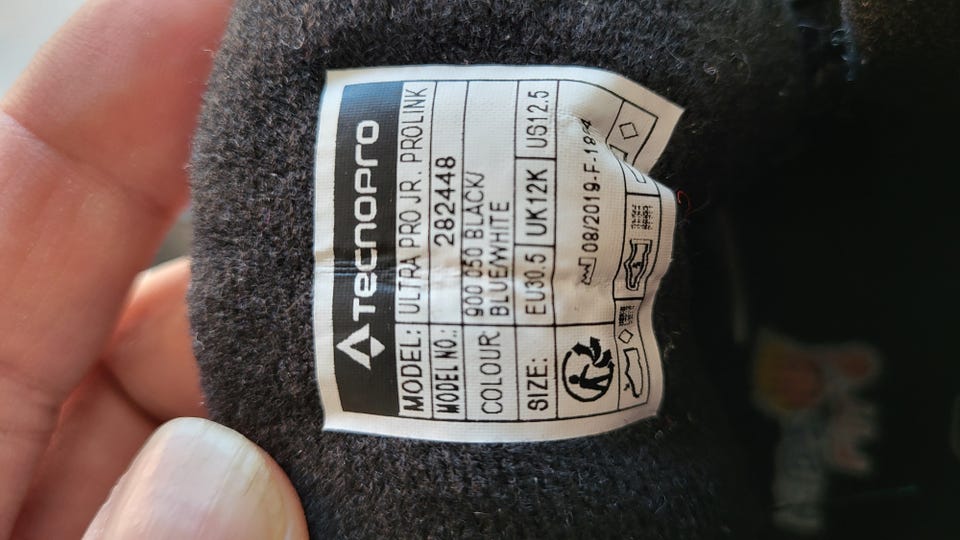 TECNOPRO
MODEL: ULTRA PRO JR. PROLINK
MODEL NO.: 282448
COLOUR 900 050 BLACK/
BLUE/WHITE
SIZE: EU30.5 UK12K US12.5
08/2019-F-